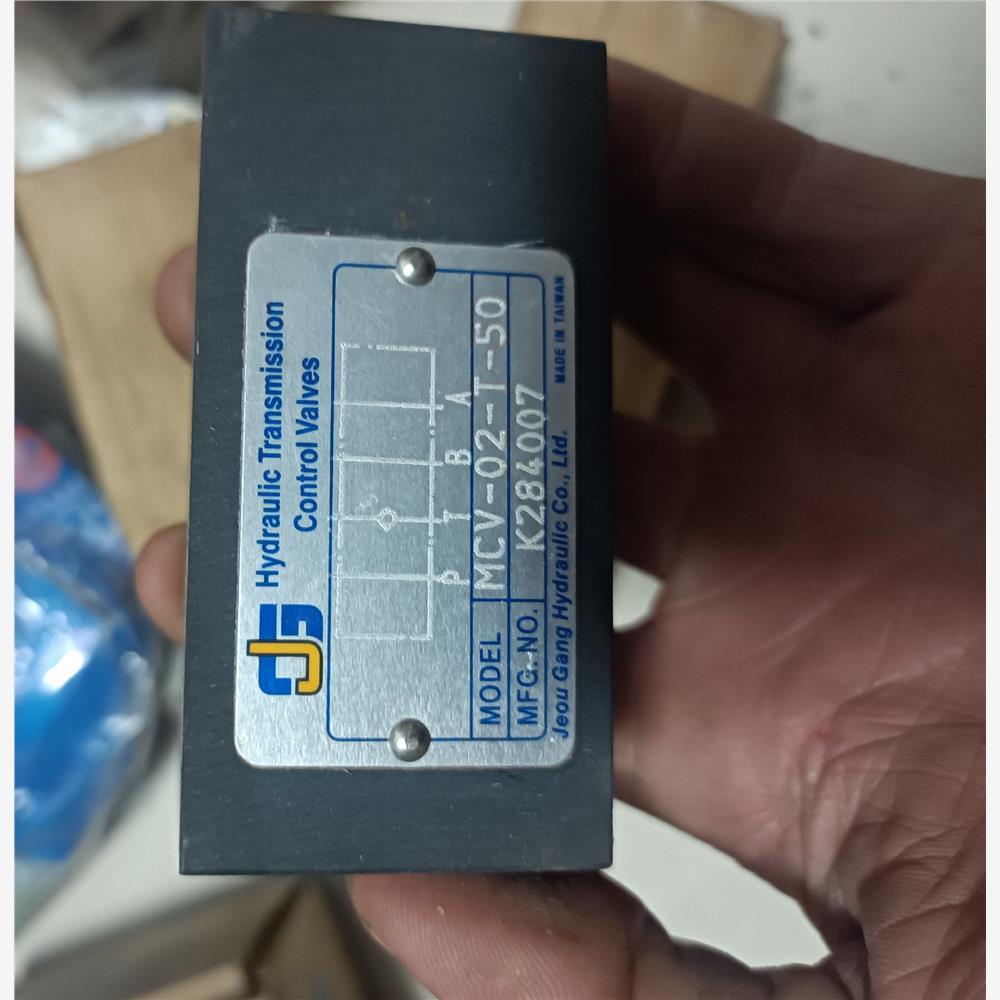 JG Hydraulic Transmission
Control Valves
P T B A
MODEL MCV-02-T-50
MFG. NO. K284007
Jeou Gang Hydraulic Co., Ltd. MADE IN TAIWAN